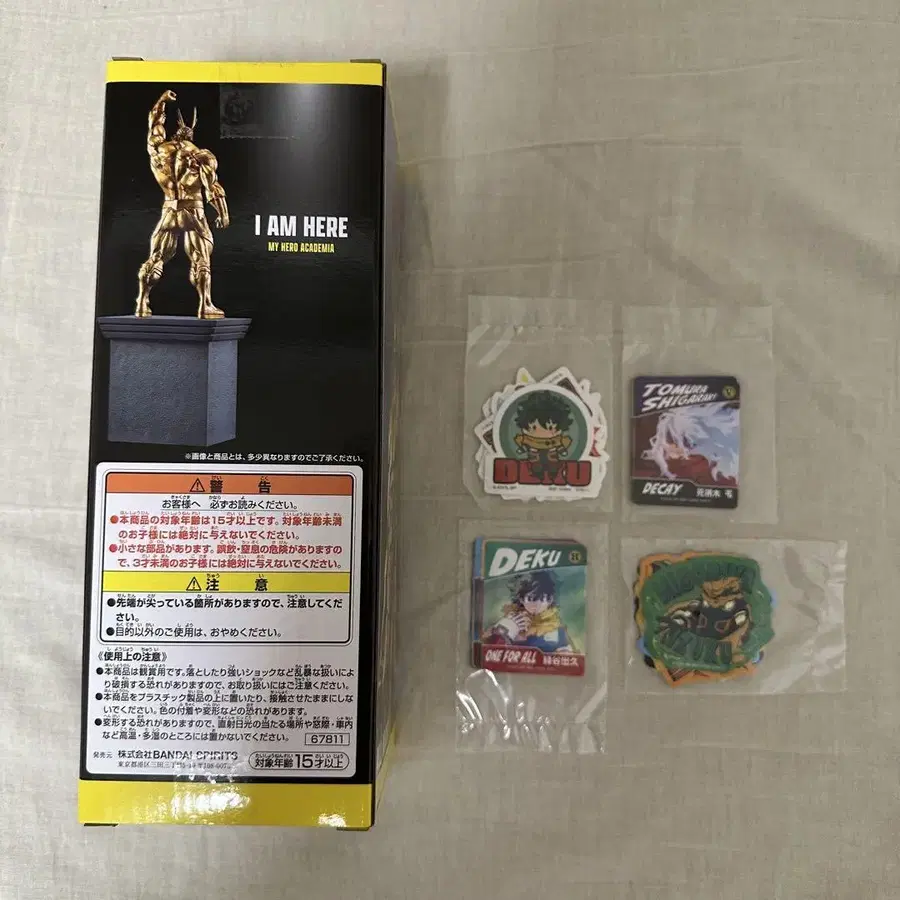 I AM HERE
MY HERO ACADEMIA
※画像と商品とは、多少異なりますのでご了承ください。
⚠警告
お客様へ 必ずお読みください。
●本商品の対象年齢は15才以上です。対象年齢未満
のお子様には絶対に与えないでください。
●小さな部品があります。誤飲・窒息の危険がありますの
で、3才未満のお子様には絶対に与えないでください。
⚠注意
●先端が尖っている箇所がありますので、注意してくだ
さい。
●目的以外のご使用は、おやめください。
《使用上の注意》
●本商品は観賞用です。落としたり強いショックなど乱暴な扱いによ
り破損する恐れがありますので、お取り扱いにはご注意ください。
●本商品をプラスチック製品の上に置いたり、接触させたままにしな
いでください。色の付着や変形などの恐れがあります。
●変形する恐れがありますので、直射日光の当たる場所や窓際・車内
など高温・多湿のところには置かないでください。
67811
発売元 株式会社BANDAI SPIRITS
対象年齢 15才以上
DEKU
TOMURA
SHIGARAKI
DECAY
死柄木 弔
DEKU
ONE FOR ALL 緑谷出久